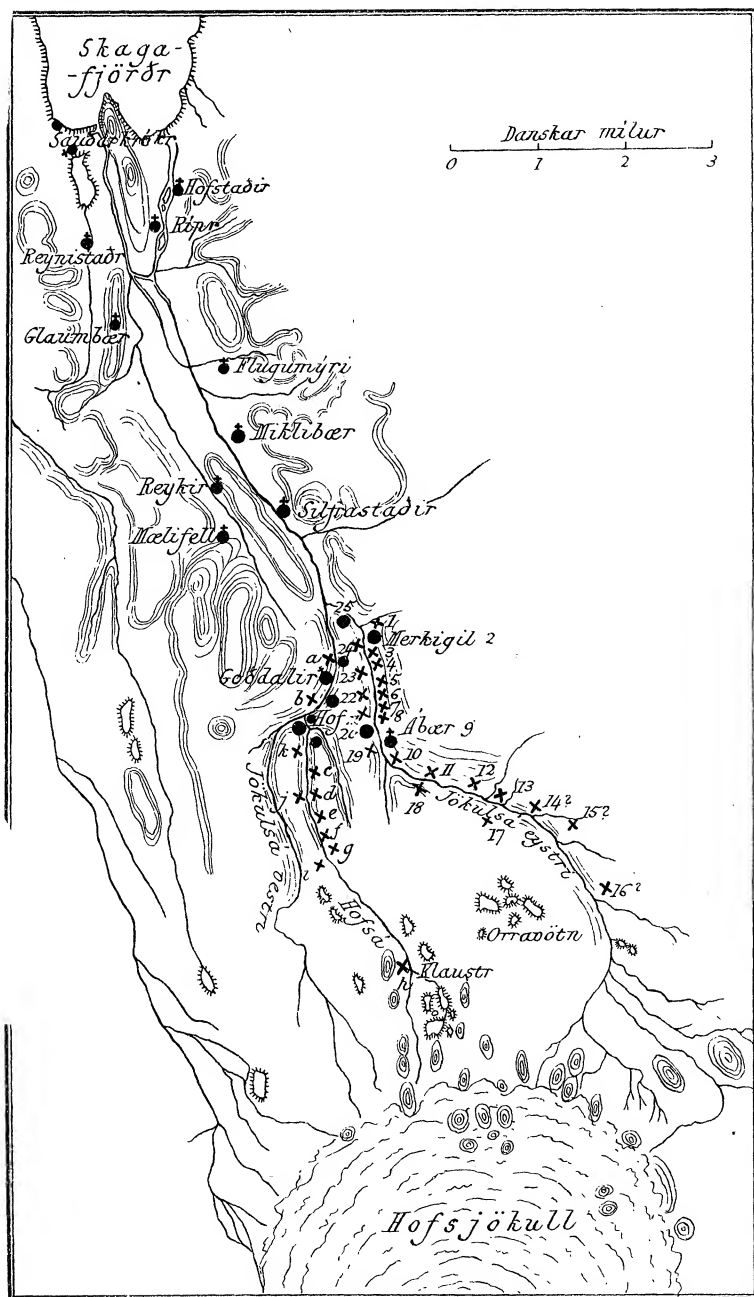 Skaga-
-fjörðr
Sauðárkrókr
Danskar mílur
0 1 2 3
Hofstaðir
Rípr
Reynistaðr
Glaumbær
Flugumýri
Miklibær
Reykir
Silfrastaðir
Mælifell
25
1
Merkigil 2
24
3
a
4
Goðdalir
23
5
b
22
6
7
8
Hof
20
Ábær 9
19
10
k
11
12
13
c
14?
15?
j
d
18
Jökulsá eystri
17
e
f
g
i
16?
Jökulsá vestri
Hofsá
Orravötn
h
Klaustr
Hofsjökull